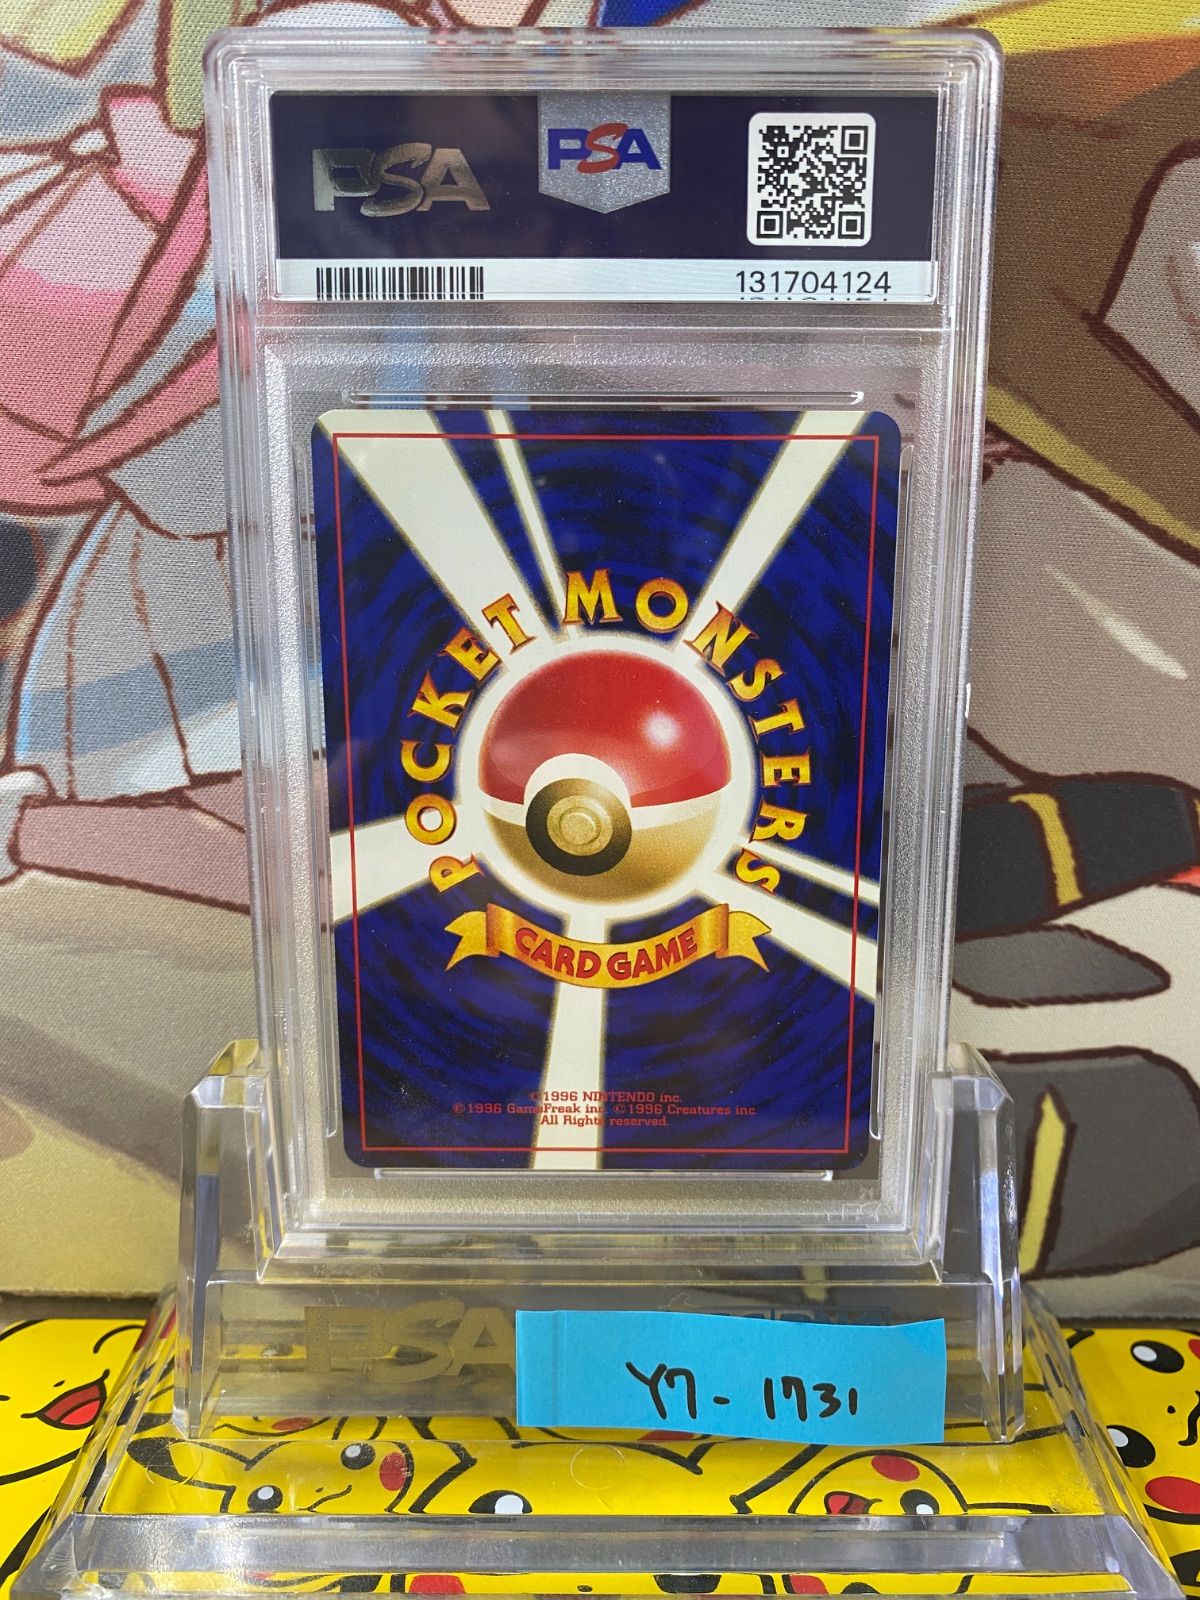 PSA PSA
131704124
POCKET MONSTERS
CARD GAME
©1996 NINTENDO inc.
©1996 GameFreak inc. ©1996 Creatures inc.
All Rights reserved.
PSA
Y7-1731